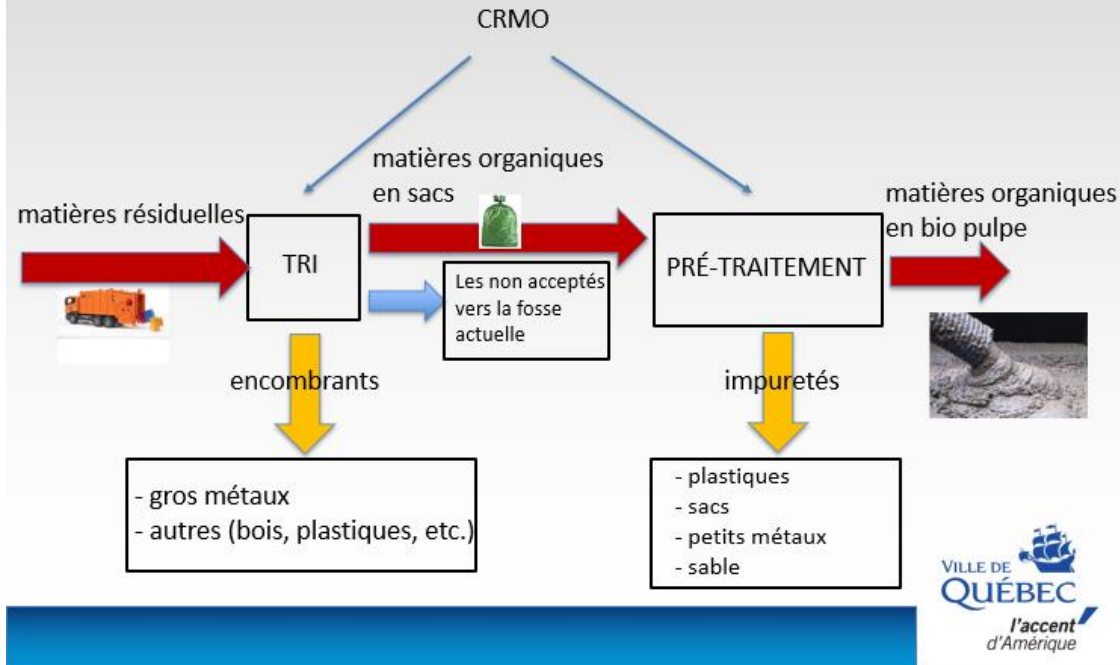 CRMO
matières résiduelles
TRI
matières organiques
en sacs
Les non acceptés
vers la fosse
actuelle
PRÉ-TRAITEMENT
matières organiques
en bio pulpe
encombrants
- gros métaux
- autres (bois, plastiques, etc.)
impuretés
- plastiques
- sacs
- petits métaux
- sable
VILLE DE
QUÉBEC
l'accent
d'Amérique